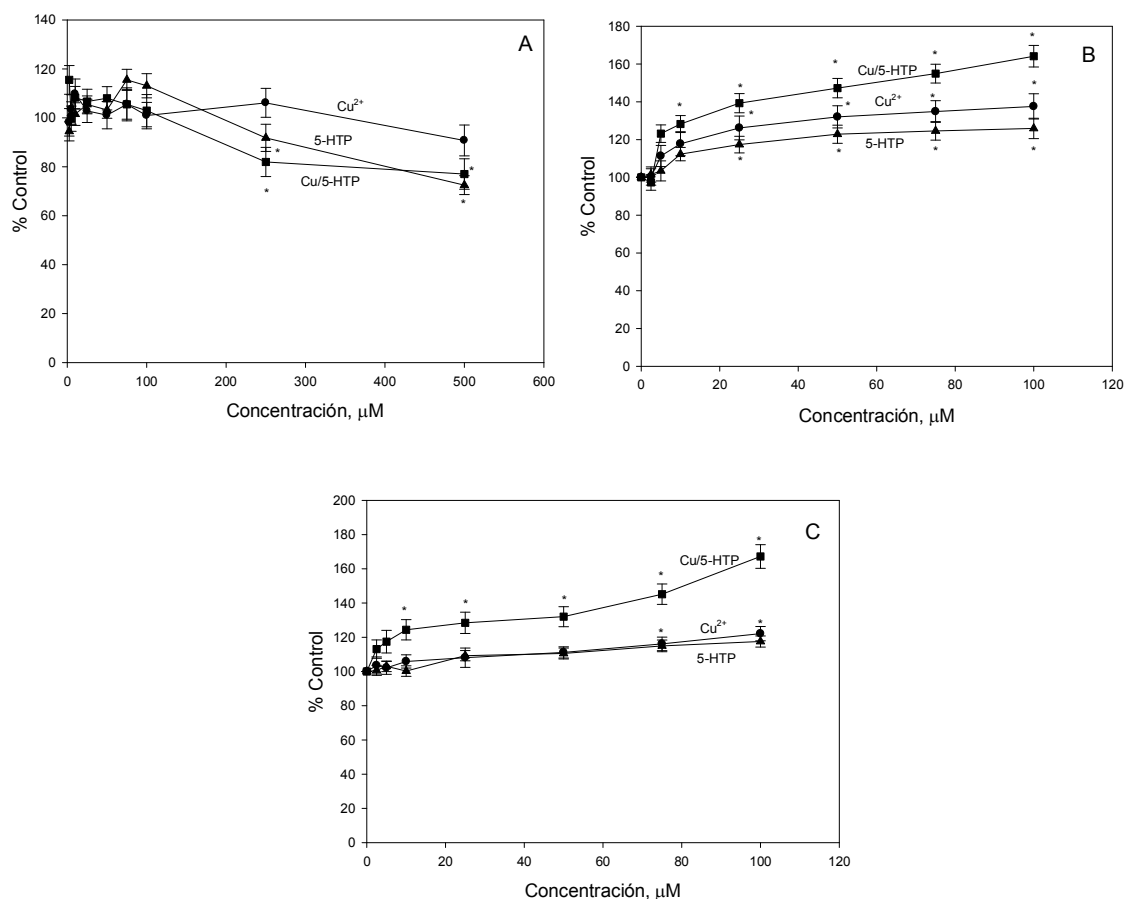 A
140
120
100
80
60
40
20
0
% Control
Cu²⁺
5-HTP
Cu/5-HTP
*
*
*
*
0 100 200 300 400 500 600
Concentración, μM
B
180
160
140
120
100
80
60
40
20
0
% Control
Cu/5-HTP
Cu²⁺
5-HTP
* * * * *
* * * *
* * * *
0 20 40 60 80 100 120
Concentración, μM
C
200
180
160
140
120
100
80
60
40
20
0
% Control
Cu/5-HTP
Cu²⁺
5-HTP
* * * * *
* *
0 20 40 60 80 100 120
Concentración, μM